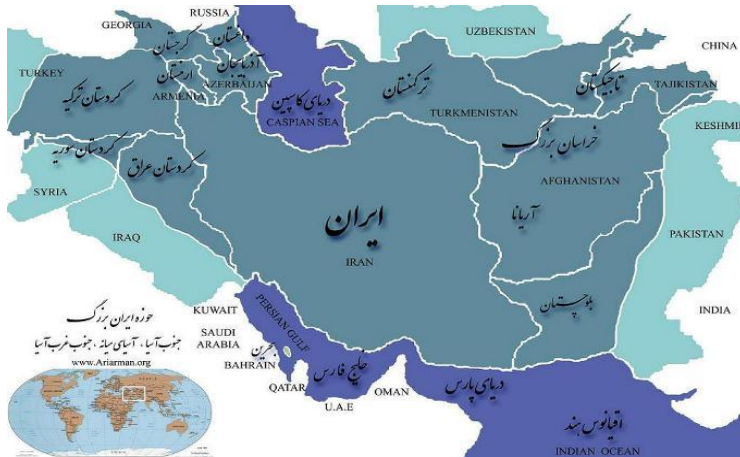 RUSSIA
GEORGIA
UZBEKISTAN
CHINA
داغستان
گرجستان
TURKEY
آذربایجان
AZERBAIJAN
ارمنستان
ARMENIA
کردستان ترکیه
ترکمنستان
TURKMENISTAN
تاجیکستان
TAJIKISTAN
دریای کاسپین
CASPIAN SEA
KESHMIR
خراسان بزرگ
کردستان سوریه
کردستان عراق
SYRIA
AFGHANISTAN
آریانا
ایران
IRAN
IRAQ
PAKISTAN
بلوچستان
INDIA
KUWAIT
PERSIAN GULF
SAUDI
ARABIA
بحرین
BAHRAIN
QATAR
خلیج فارس
U.A.E
OMAN
دریای پارس
اقیانوس هند
INDIAN OCEAN
حوزه ایران بزرگ
جنوب آسیا ، آسیای میانه ، جنوب غرب آسیا
www.Ariarman.org